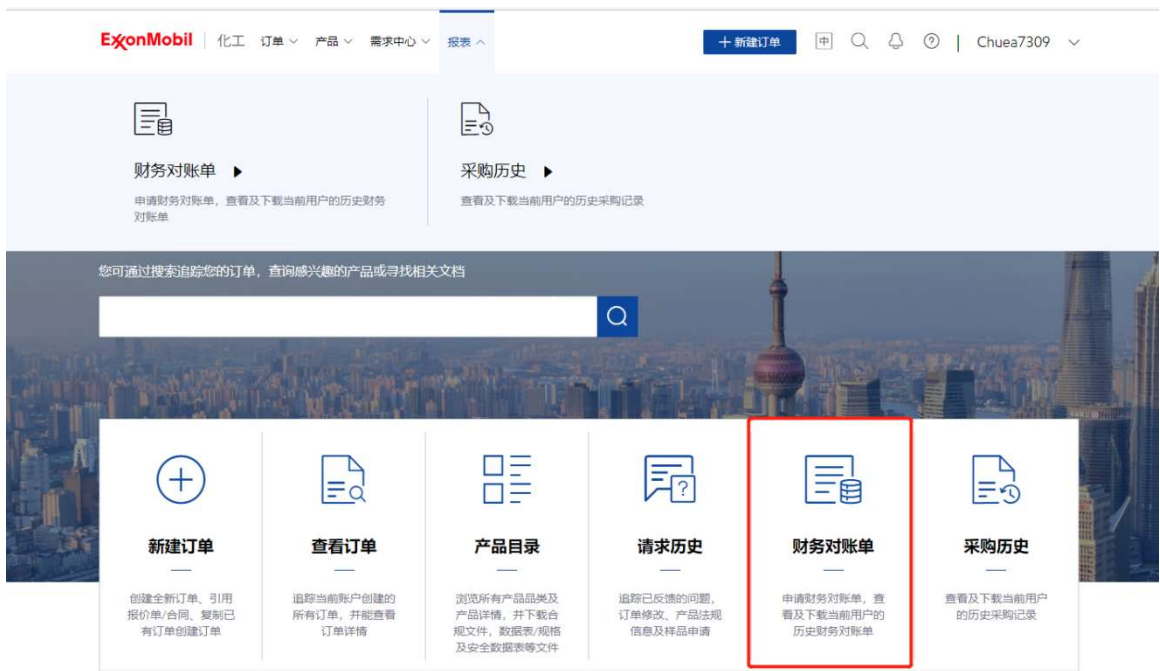 ExxonMobil 化工 订单 产品 需求中心 报表 + 新建订单 中 ? Chuea7309
财务对账单 采购历史
申请财务对账单，查看及下载当前用户的历史财务 查看及下载当前用户的历史采购记录
对账单
您可通过搜索追踪您的订单，查询感兴趣的产品或寻找相关文档
新建订单 查看订单 产品目录 请求历史 财务对账单 采购历史
创建全新订单、引用 追踪当前账户创建的 浏览所有产品品类及 追踪已反馈的问题， 申请财务对账单，查 查看及下载当前用户
报价单/合同、复制已 所有订单，并能查看 产品详情，并下载合 订单修改、产品法规 看及下载当前用户的 的历史采购记录
有订单创建订单 订单详情 规文件，数据表/规格 信息及样品申请 历史财务对账单
及安全数据表等文件